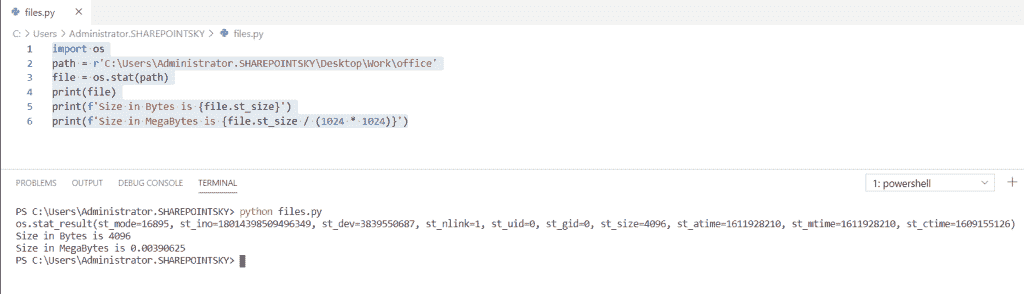 files.py
C: > Users > Administrator.SHAREPOINTSKY > files.py
1 import os
2 path = r'C:\Users\Administrator.SHAREPOINTSKY\Desktop\Work\office'
3 file = os.stat(path)
4 print(file)
5 print(f'Size in Bytes is {file.st_size}')
6 print(f'Size in MegaBytes is {file.st_size / (1024 * 1024)}')
PROBLEMS OUTPUT DEBUG CONSOLE TERMINAL 1: powershell
PS C:\Users\Administrator.SHAREPOINTSKY> python files.py
os.stat_result(st_mode=16895, st_ino=18014398509496349, st_dev=3839550687, st_nlink=1, st_uid=0, st_gid=0, st_size=4096, st_atime=1611928210, st_mtime=1611928210, st_ctime=1609155126)
Size in Bytes is 4096
Size in MegaBytes is 0.00390625
PS C:\Users\Administrator.SHAREPOINTSKY>